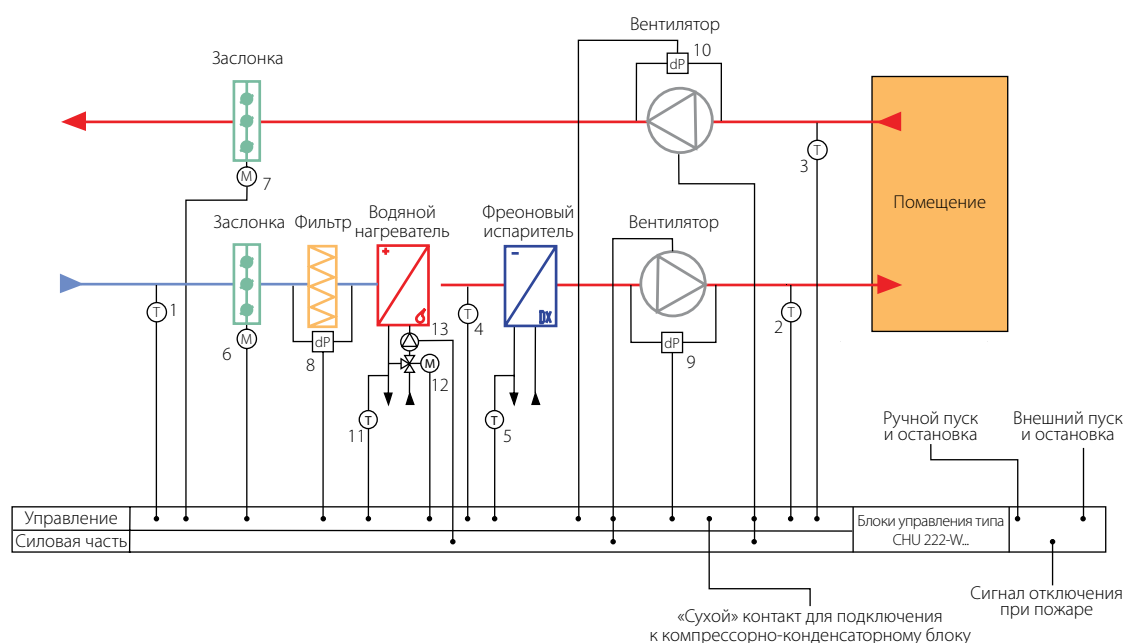 Вентилятор
10
dP
Заслонка
T
3
M
7
Помещение
Заслонка
Фильтр
Водяной
нагреватель
Фреоновый
испаритель
Вентилятор
+
-
DX
T
1
T
4
T
2
M
6
dP
8
13
M
12
dP
9
T
11
T
5
Ручной пуск
и остановка
Внешний пуск
и остановка
Управление
Силовая часть
Блоки управления типа
CHU 222-W...
Сигнал отключения
при пожаре
«Сухой» контакт для подключения
к компрессорно-конденсаторному блоку